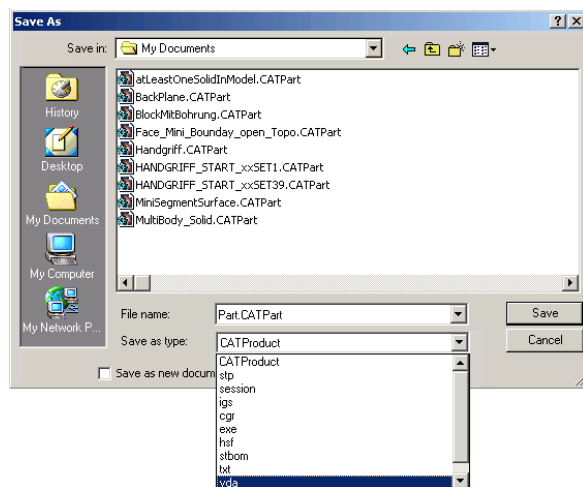 Save As
Save in:
My Documents
History
Desktop
My Documents
My Computer
My Network P...
atLeastOneSolidInModel.CATPart
BackPlane.CATPart
BlockMitBohrung.CATPart
Face_Mini_Bounday_open_Topo.CATPart
Handgriff.CATPart
HANDGRIFF_START_xxSET1.CATPart
HANDGRIFF_START_xxSET39.CATPart
MiniSegmentSurface.CATPart
MultiBody_Solid.CATPart
File name:
Part.CATPart
Save
Save as type:
CATProduct
Cancel
Save as new docum
CATProduct
stp
session
igs
cgr
exe
hsf
stbom
txt
vda